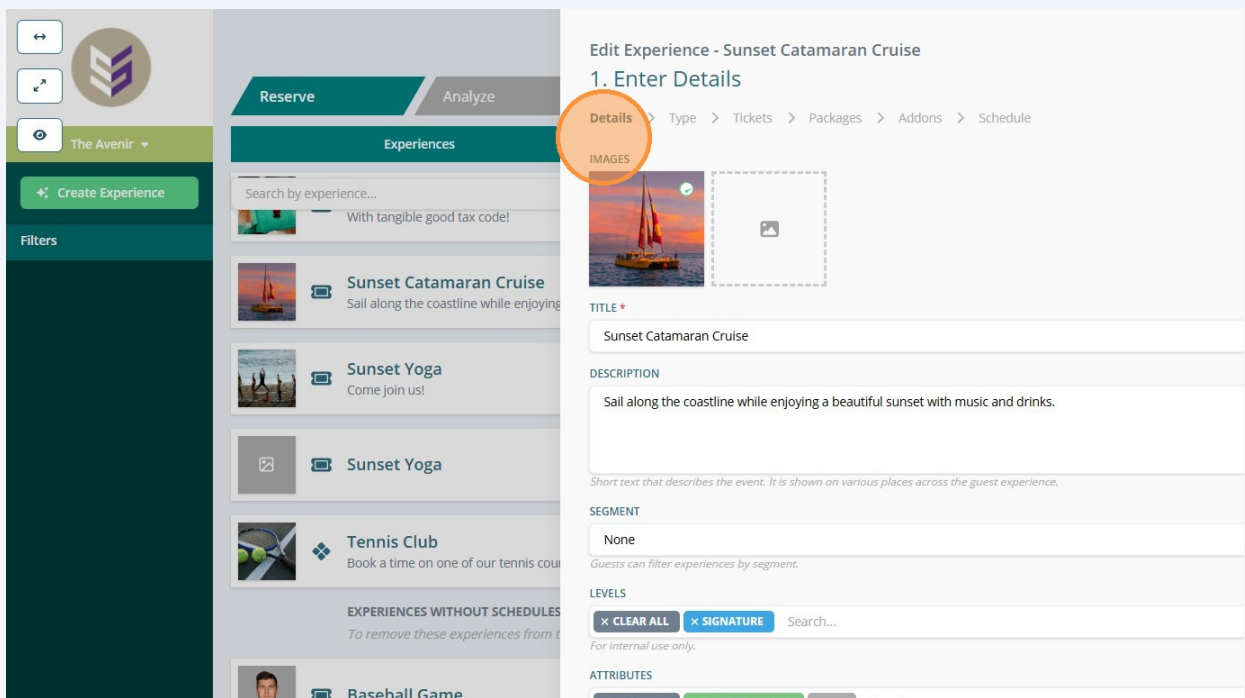 The Avenir
Create Experience
Filters
Reserve
Analyze
Experiences
Search by experience...
With tangible good tax code!
Sunset Catamaran Cruise
Sail along the coastline while enjoying
Sunset Yoga
Come join us!
Sunset Yoga
Tennis Club
Book a time on one of our tennis cou
EXPERIENCES WITHOUT SCHEDULES
To remove these experiences from t
Baseball Game
Edit Experience - Sunset Catamaran Cruise
1. Enter Details
Details > Type > Tickets > Packages > Addons > Schedule
IMAGES
TITLE *
Sunset Catamaran Cruise
DESCRIPTION
Sail along the coastline while enjoying a beautiful sunset with music and drinks.
Short text that describes the event. It is shown on various places across the guest experience.
SEGMENT
None
Guests can filter experiences by segment.
LEVELS
× CLEAR ALL × SIGNATURE Search...
For internal use only.
ATTRIBUTES